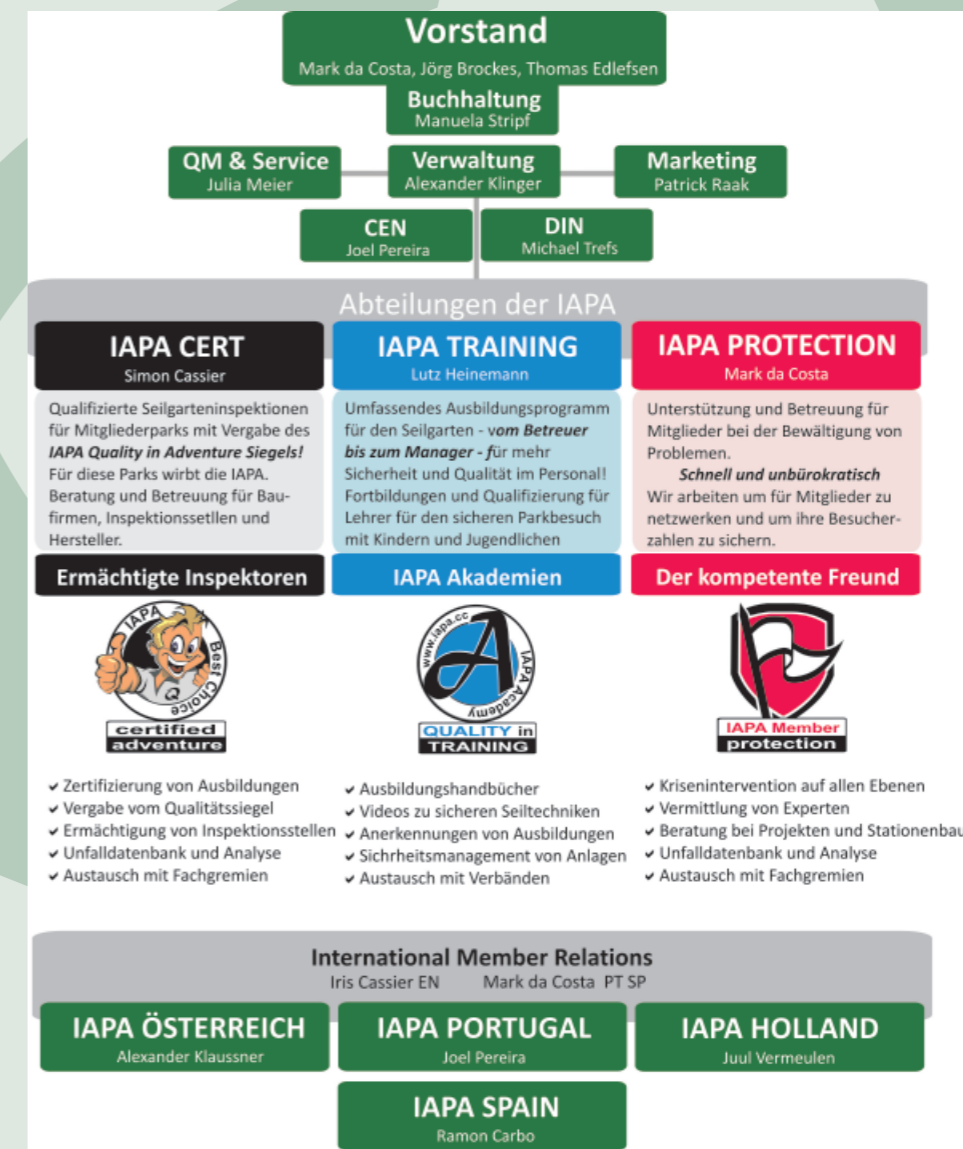 Vorstand
Mark da Costa, Jörg Brockes, Thomas Edlefsen
Buchhaltung
Manuela Stripf
QM & Service
Julia Meier
Verwaltung
Alexander Klinger
Marketing
Patrick Raak
CEN
Joel Pereira
DIN
Michael Trefs
Abteilungen der IAPA
IAPA CERT
Simon Cassier
Qualifizierte Seilgarteninspektionen
für Mitgliederparks mit Vergabe des
IAPA Quality in Adventure Siegels!
Für diese Parks wirbt die IAPA.
Beratung und Betreuung für Bau-
firmen, Inspektionssetllen und
Hersteller.
Ermächtigte Inspektoren
IAPA
Best Choice
Q
certified
adventure
✓ Zertifizierung von Ausbildungen
✓ Vergabe vom Qualitätssiegel
✓ Ermächtigung von Inspektionsstellen
✓ Unfalldatenbank und Analyse
✓ Austausch mit Fachgremien
IAPA TRAINING
Lutz Heinemann
Umfassendes Ausbildungsprogramm
für den Seilgarten - vom Betreuer
bis zum Manager - für mehr
Sicherheit und Qualität im Personal!
Fortbildungen und Qualifizierung für
Lehrer für den sicheren Parkbesuch
mit Kindern und Jugendlichen
IAPA Akademien
www.iapa.cc
IAPA Academy
A
QUALITY in
TRAINING
✓ Ausbildungshandbücher
✓ Videos zu sicheren Seiltechniken
✓ Anerkennungen von Ausbildungen
✓ Sichrheitsmanagement von Anlagen
✓ Austausch mit Verbänden
IAPA PROTECTION
Mark da Costa
Unterstützung und Betreuung für
Mitglieder bei der Bewältigung von
Problemen.
Schnell und unbürokratisch
Wir arbeiten um für Mitglieder zu
netzwerken und um ihre Besucher-
zahlen zu sichern.
Der kompetente Freund
IAPA Member
protection
✓ Krisenintervention auf allen Ebenen
✓ Vermittlung von Experten
✓ Beratung bei Projekten und Stationenbau
✓ Unfalldatenbank und Analyse
✓ Austausch mit Fachgremien
International Member Relations
Iris Cassier EN Mark da Costa PT SP
IAPA ÖSTERREICH
Alexander Klaussner
IAPA PORTUGAL
Joel Pereira
IAPA HOLLAND
Juul Vermeulen
IAPA SPAIN
Ramon Carbo